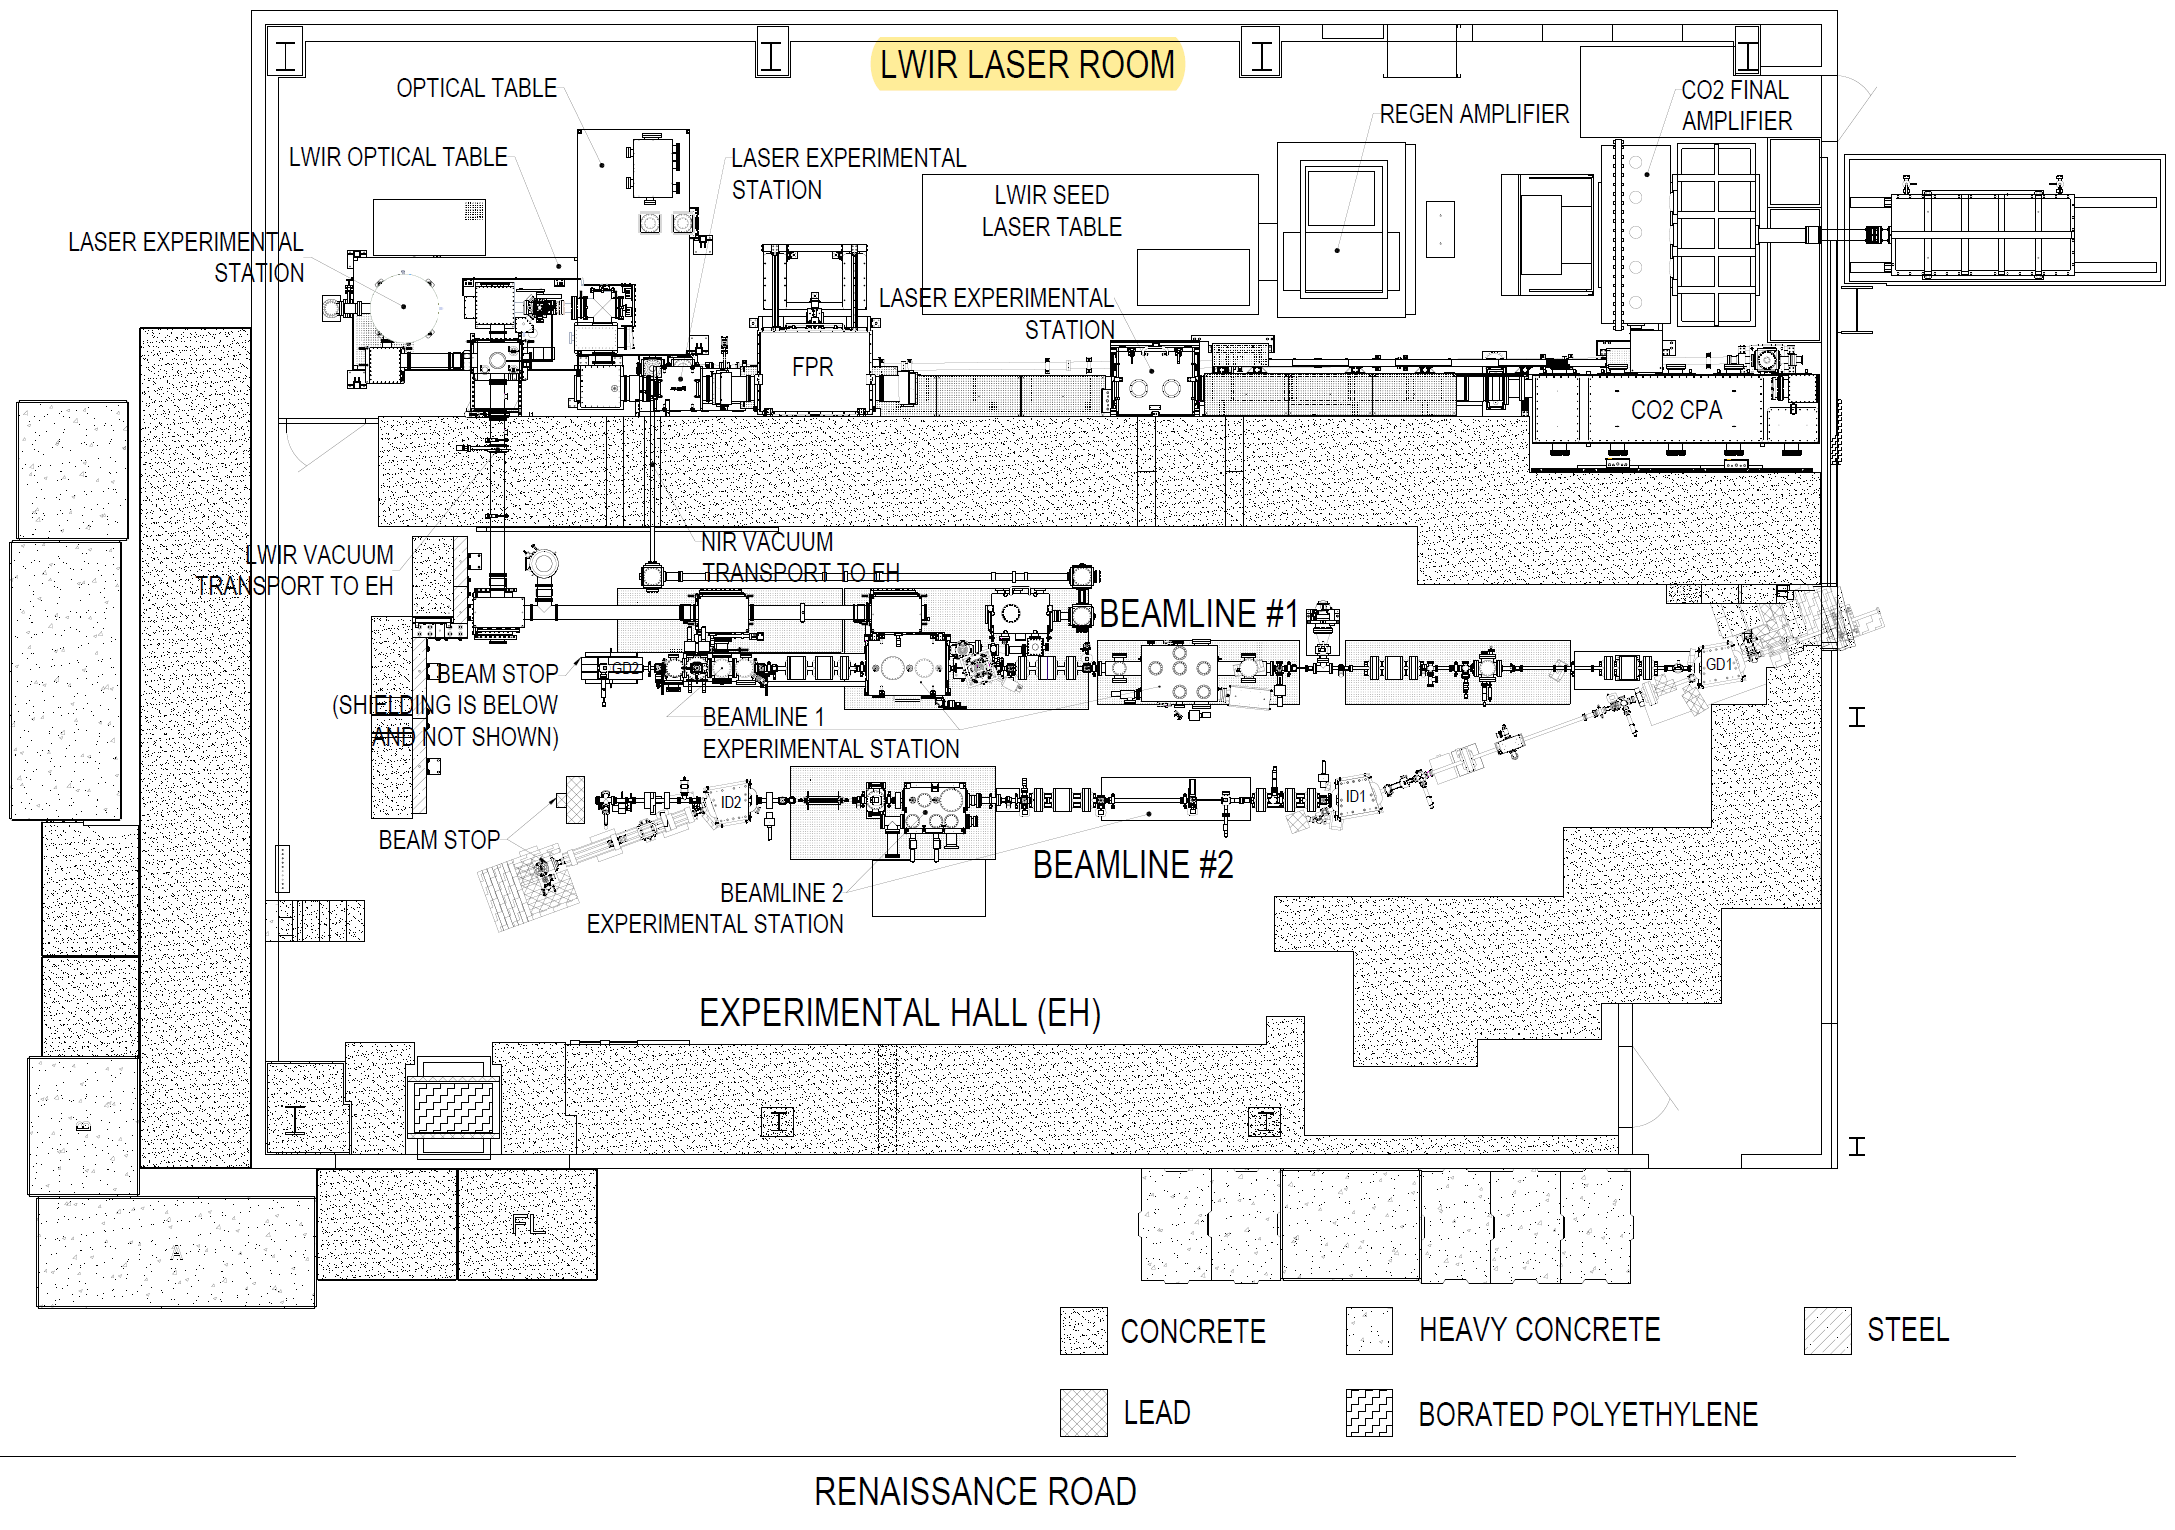 LWIR LASER ROOM
OPTICAL TABLE
REGEN AMPLIFIER
CO2 FINAL
AMPLIFIER
LWIR OPTICAL TABLE
LASER EXPERIMENTAL
STATION
LWIR SEED
LASER TABLE
LASER EXPERIMENTAL
STATION
LASER EXPERIMENTAL
STATION
FPR
CO2 CPA
LWIR VACUUM
TRANSPORT TO EH
NIR VACUUM
TRANSPORT TO EH
BEAMLINE #1
GD2
GD1
BEAM STOP
(SHIELDING IS BELOW
AND NOT SHOWN)
BEAMLINE 1
EXPERIMENTAL STATION
ID2
ID1
BEAM STOP
BEAMLINE #2
BEAMLINE 2
EXPERIMENTAL STATION
EXPERIMENTAL HALL (EH)
FL
CONCRETE
HEAVY CONCRETE
STEEL
LEAD
BORATED POLYETHYLENE
RENAISSANCE ROAD